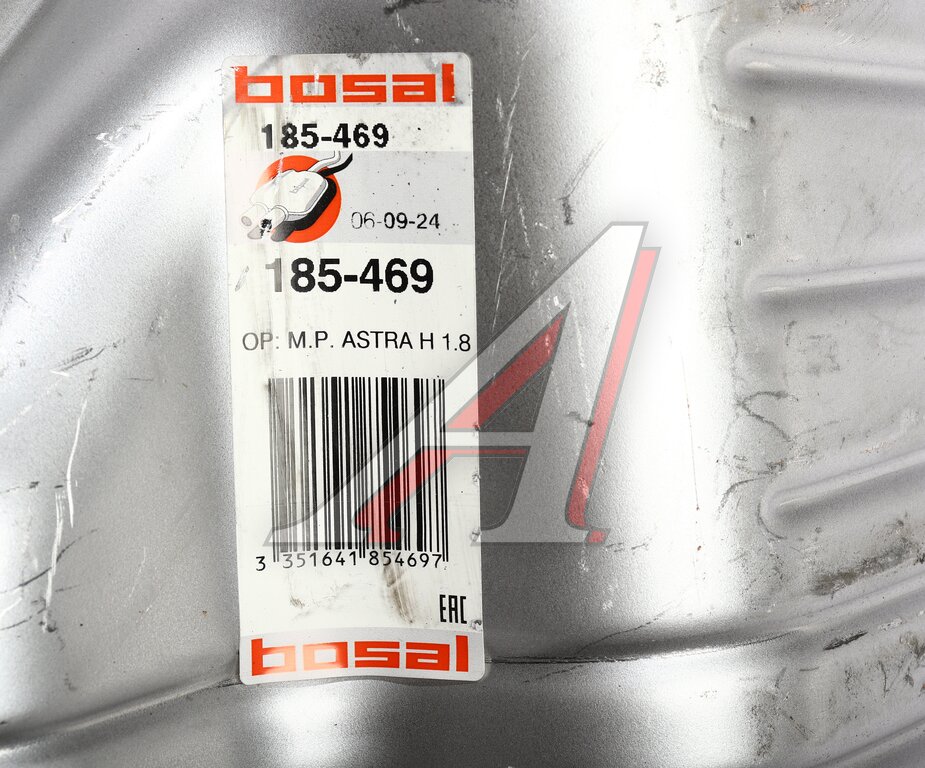 bosal
185-469
06-09-24
185-469
OP: M.P. ASTRA H 1.8
3 351641 854697
EAC
bosal